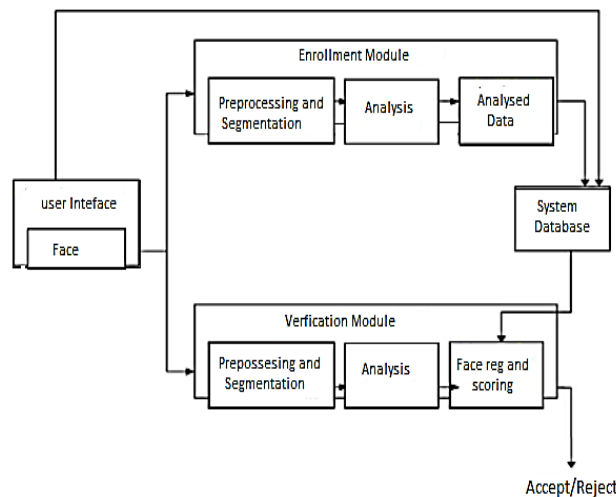 Enrollment Module
Preprocessing and
Segmentation
Analysis
Analysed
Data
user Inteface
Face
System
Database
Verfication Module
Prepossesing and
Segmentation
Analysis
Face reg and
scoring
Accept/Reject